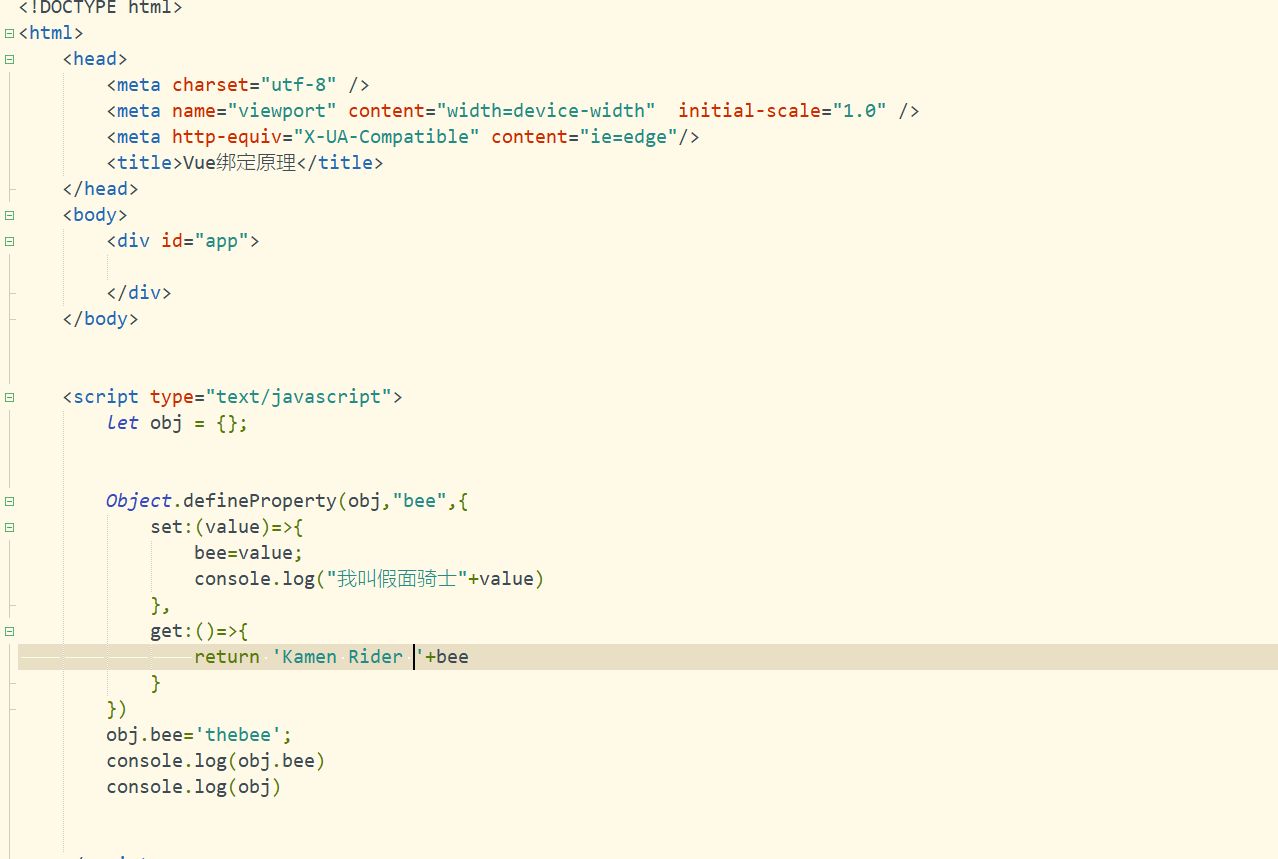 <!DOCTYPE html>
<html>
<head>
<meta charset="utf-8" />
<meta name="viewport" content="width=device-width"  initial-scale="1.0" />
<meta http-equiv="X-UA-Compatible" content="ie=edge"/>
<title>Vue绑定原理</title>
</head>
<body>
<div id="app">
</div>
</body>
<script type="text/javascript">
let obj = {};
Object.defineProperty(obj,"bee",{
set:(value)=>{
bee=value;
console.log("我叫假面骑士"+value)
},
get:()=>{
return 'Kamen Rider '+bee
}
})
obj.bee='thebee';
console.log(obj.bee)
console.log(obj)